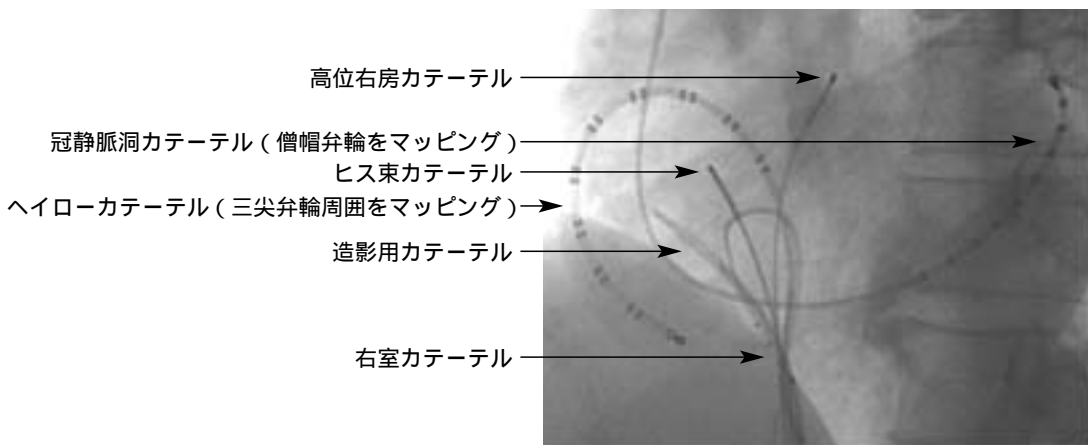 高位右房カテーテル
冠静脈洞カテーテル（僧帽弁輪をマッピング）
ヒス束カテーテル
ヘイローカテーテル（三尖弁輪周囲をマッピング）
造影用カテーテル
右室カテーテル